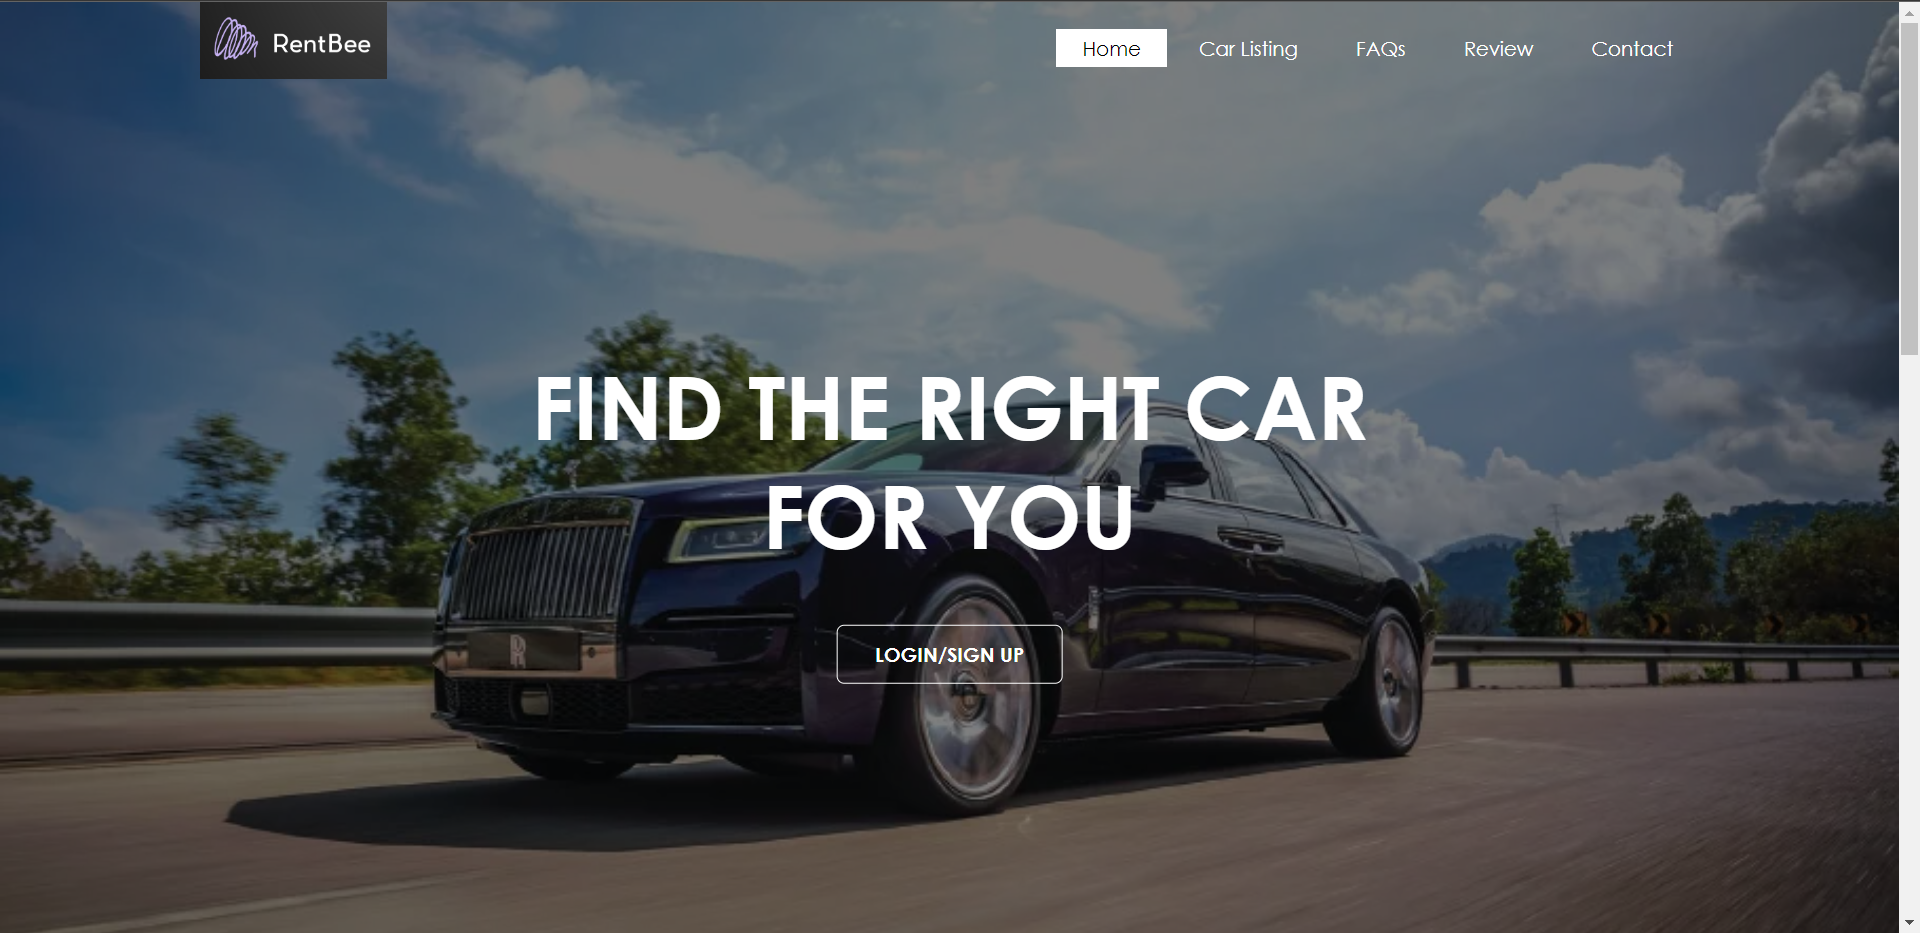 RentBee
Home Car Listing FAQs Review Contact
FIND THE RIGHT CAR
FOR YOU
LOGIN/SIGN UP